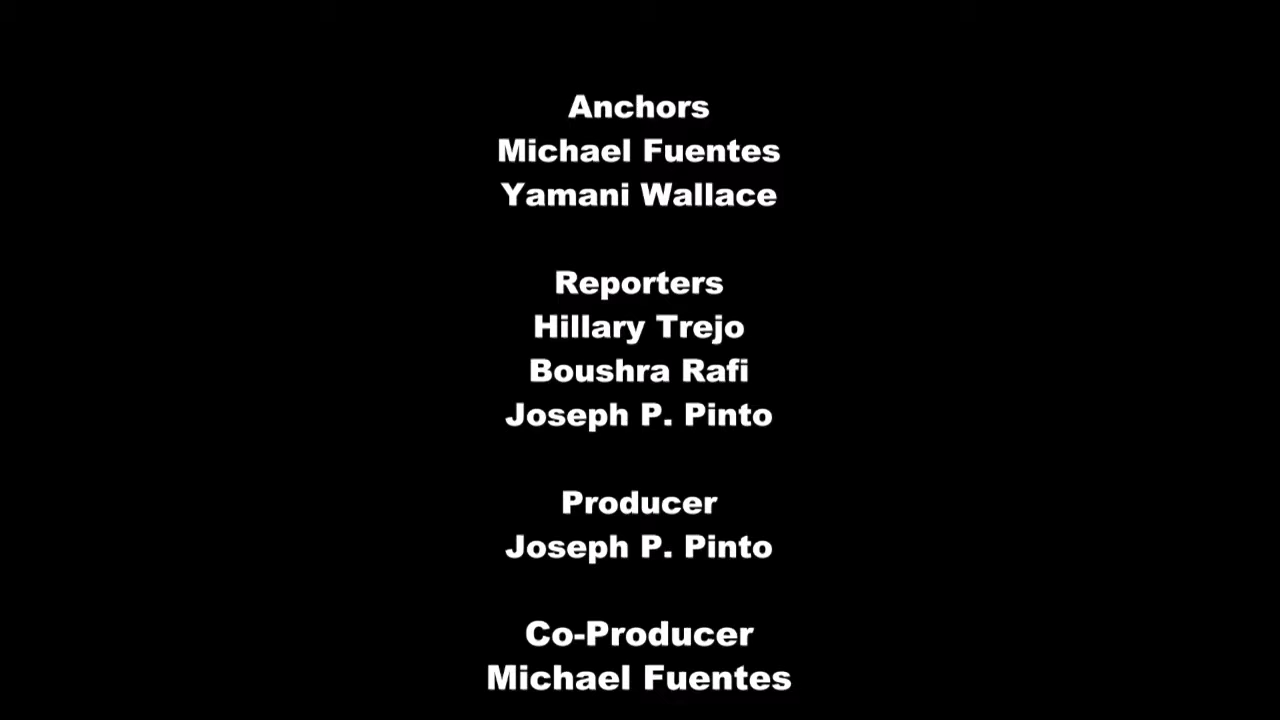 Anchors
Michael Fuentes
Yamani Wallace
Reporters
Hillary Trejo
Boushra Rafi
Joseph P. Pinto
Producer
Joseph P. Pinto
Co-Producer
Michael Fuentes